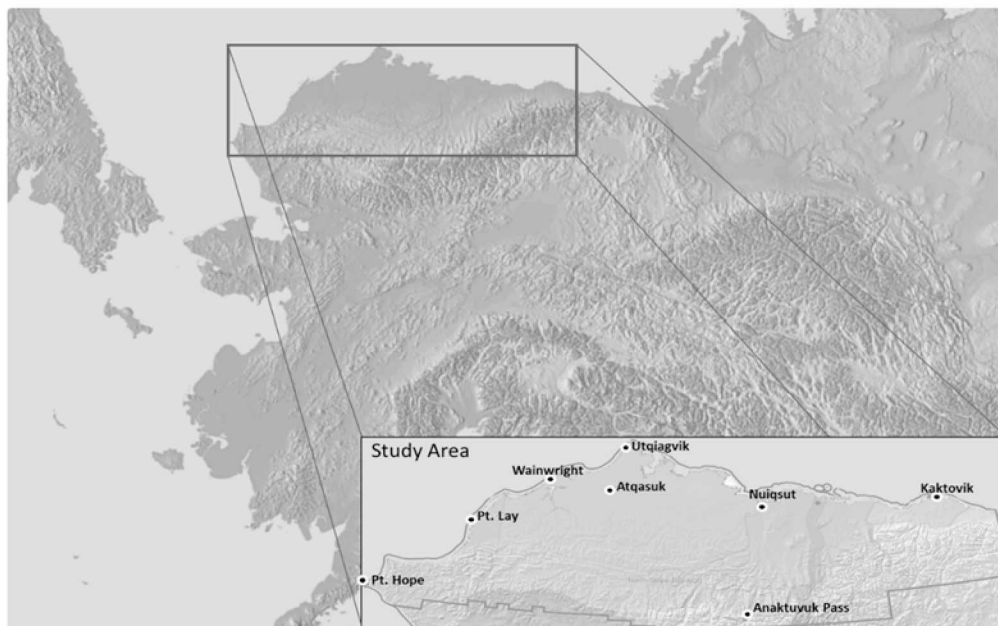 Study Area
Utqiagvik
Wainwright
Atqasuk
Nuiqsut
Kaktovik
Pt. Lay
Pt. Hope
Anaktuvuk Pass